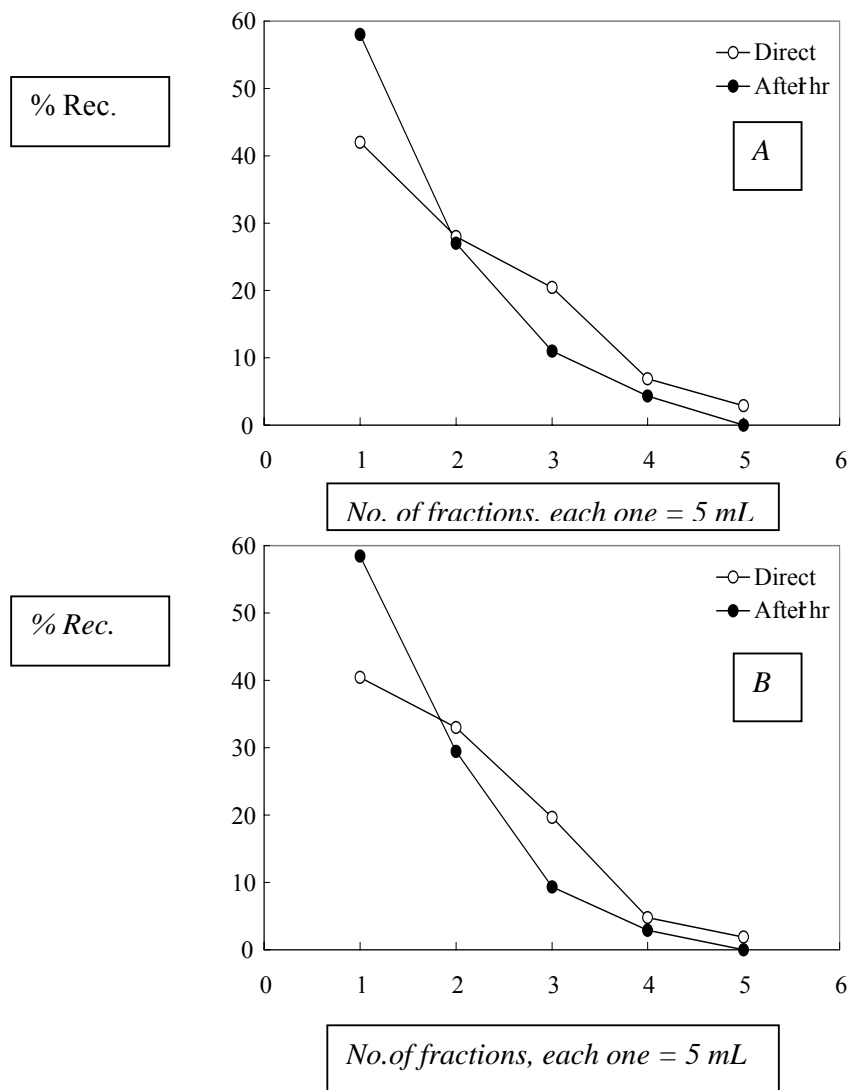 60
50
40
30
20
10
0
% Rec.
Direct
After1hr
A
0 1 2 3 4 5 6
No. of fractions, each one = 5 mL
60
50
40
30
20
10
0
% Rec.
Direct
After1hr
B
0 1 2 3 4 5 6
No.of fractions, each one = 5 mL